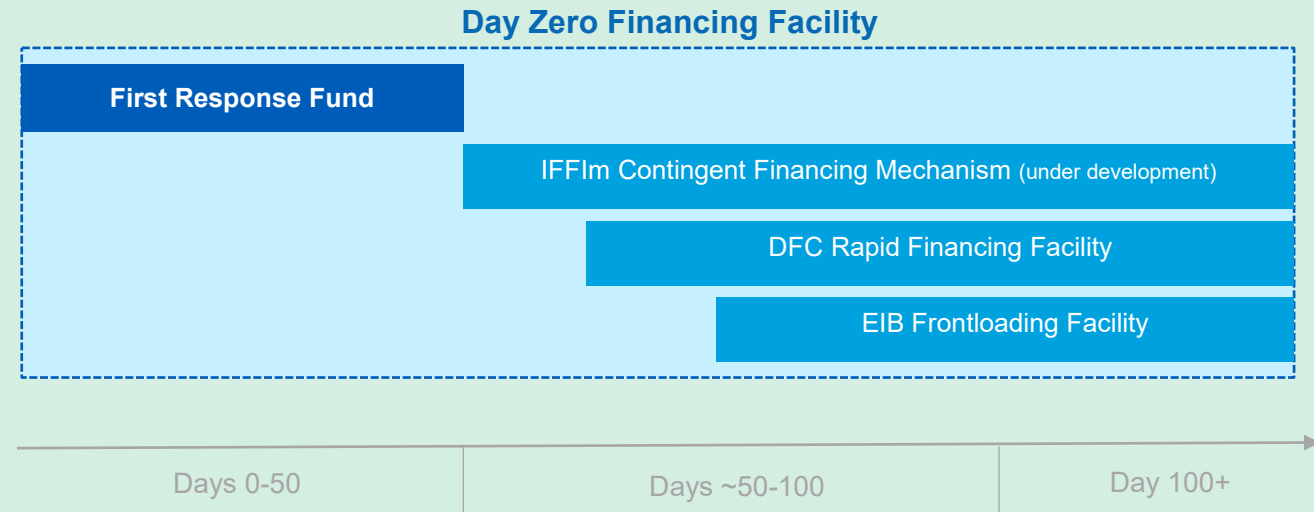 Day Zero Financing Facility
First Response Fund
IFFIm Contingent Financing Mechanism (under development)
DFC Rapid Financing Facility
EIB Frontloading Facility
Days 0-50
Days ~50-100
Day 100+